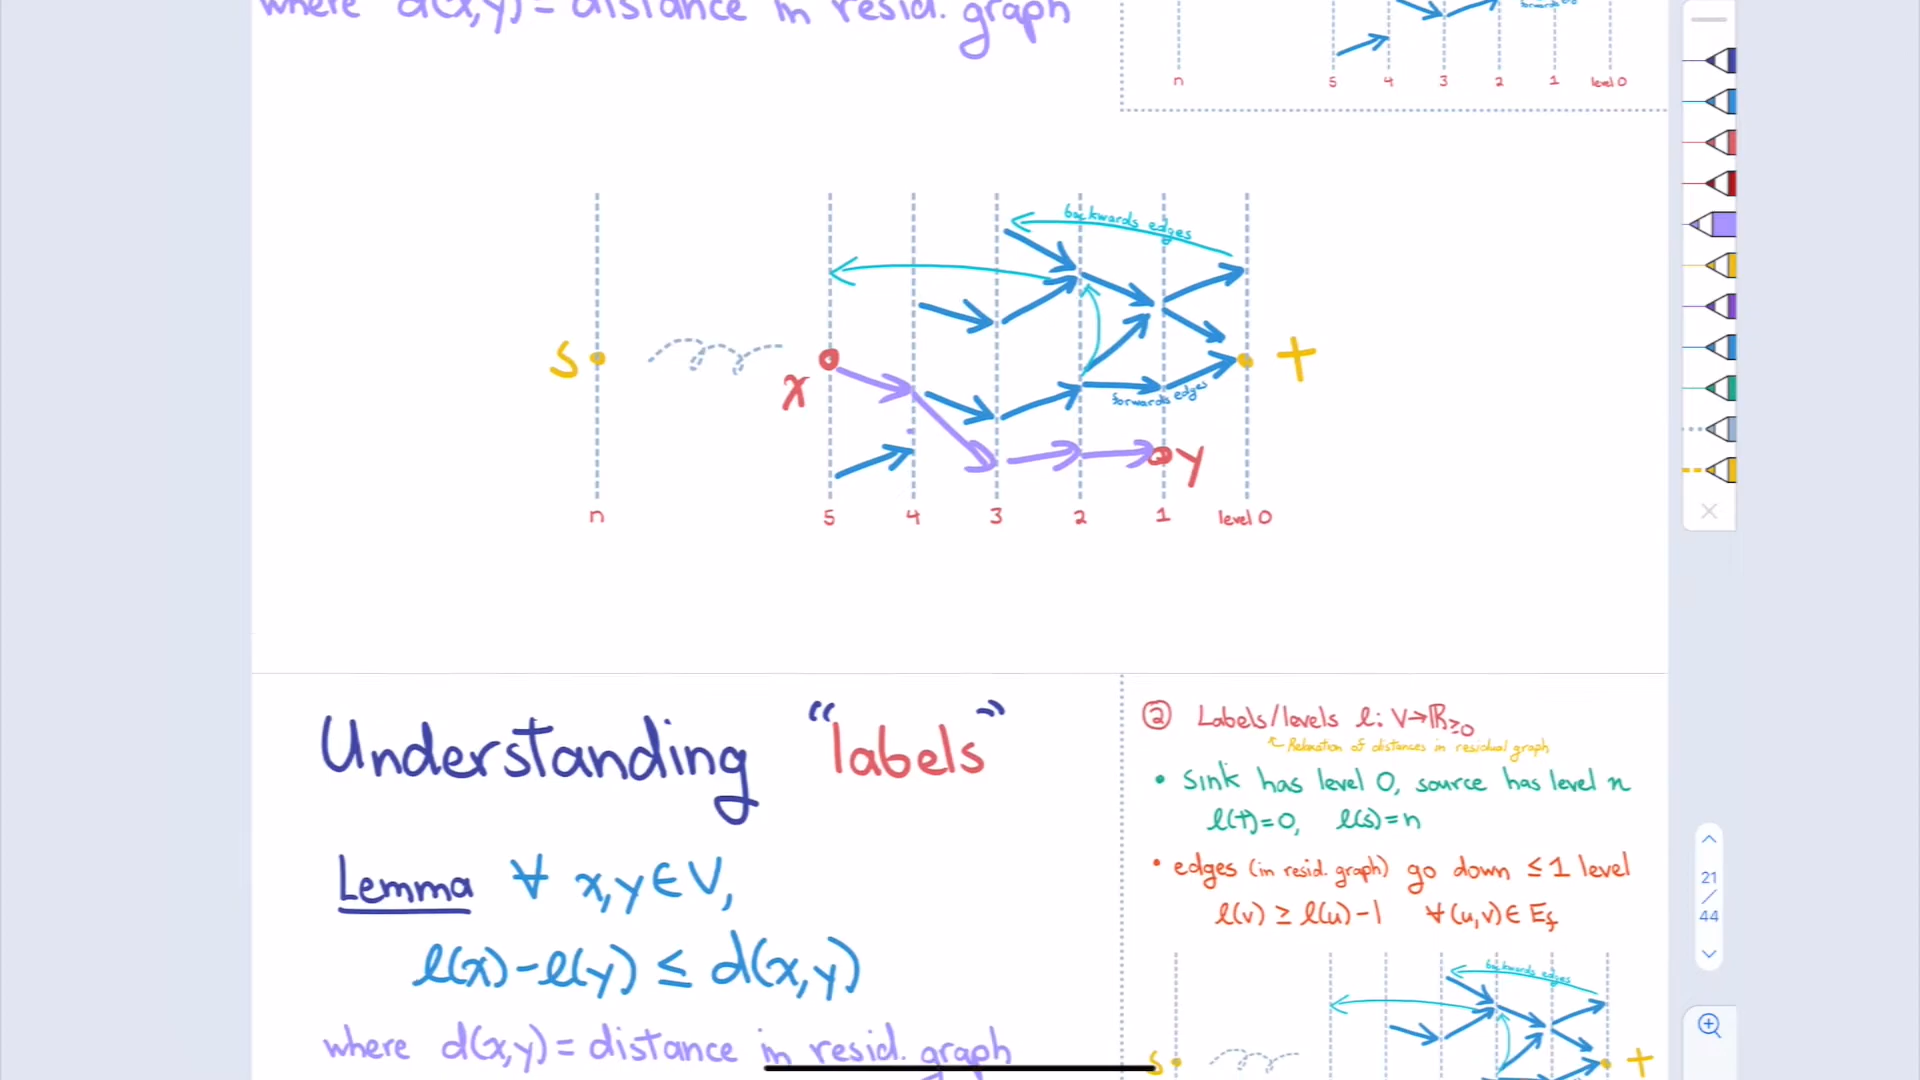 where d(x,y) = distance in resid. graph
forwards
n 5 4 3 2 1 level 0
backwards edges
s
x
t
forwards edges
y
n 5 4 3 2 1 level 0
Understanding "labels"
Lemma ∀ x,y ∈ V,
l(x)-l(y) ≤ d(x,y)
where d(x,y) = distance in resid. graph
② Labels/levels l: V→ℝ≥0
↖ Relaxation of distances in residual graph
• sink has level 0, source has level n
l(t)=0, l(s)=n
• edges (in resid. graph) go down ≤ 1 level
l(v) ≥ l(u)-1 ∀(u,v) ∈ E_f
backwards edges
s
t
21
/
44